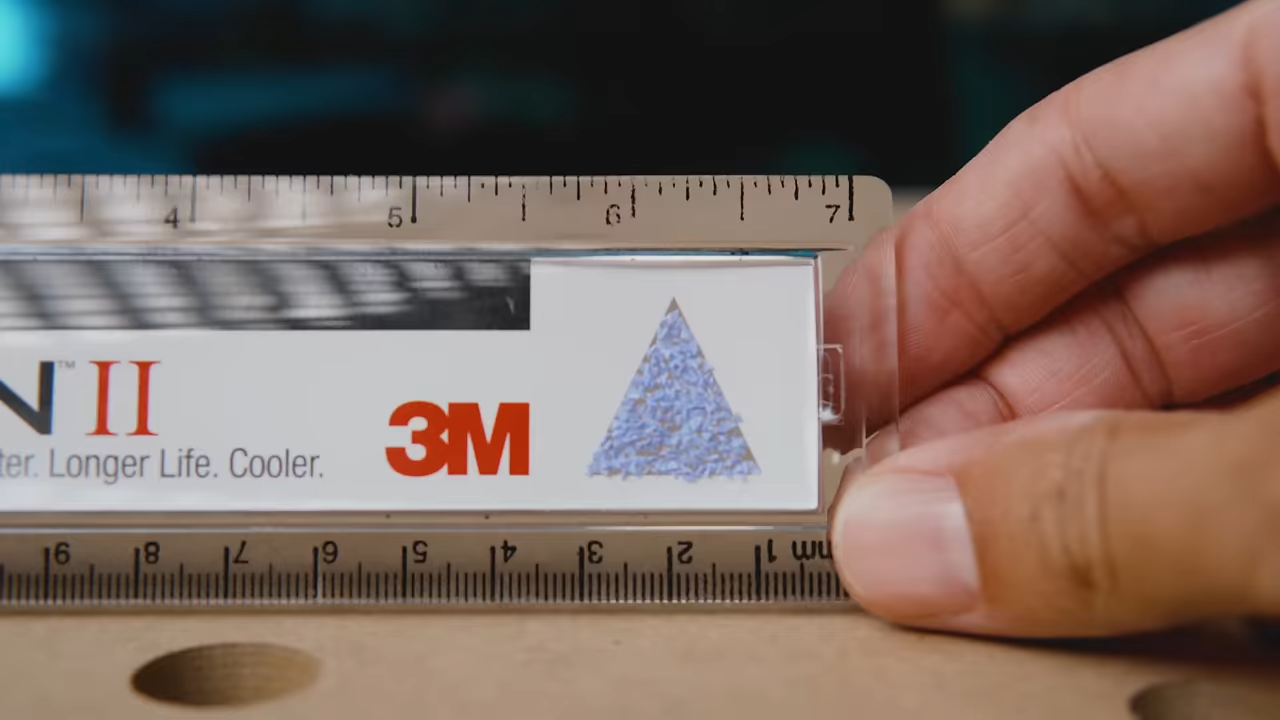 4 5 6 7
N™ II
3M
ter. Longer Life. Cooler.
9 8 7 6 5 4 3 2 1 mm